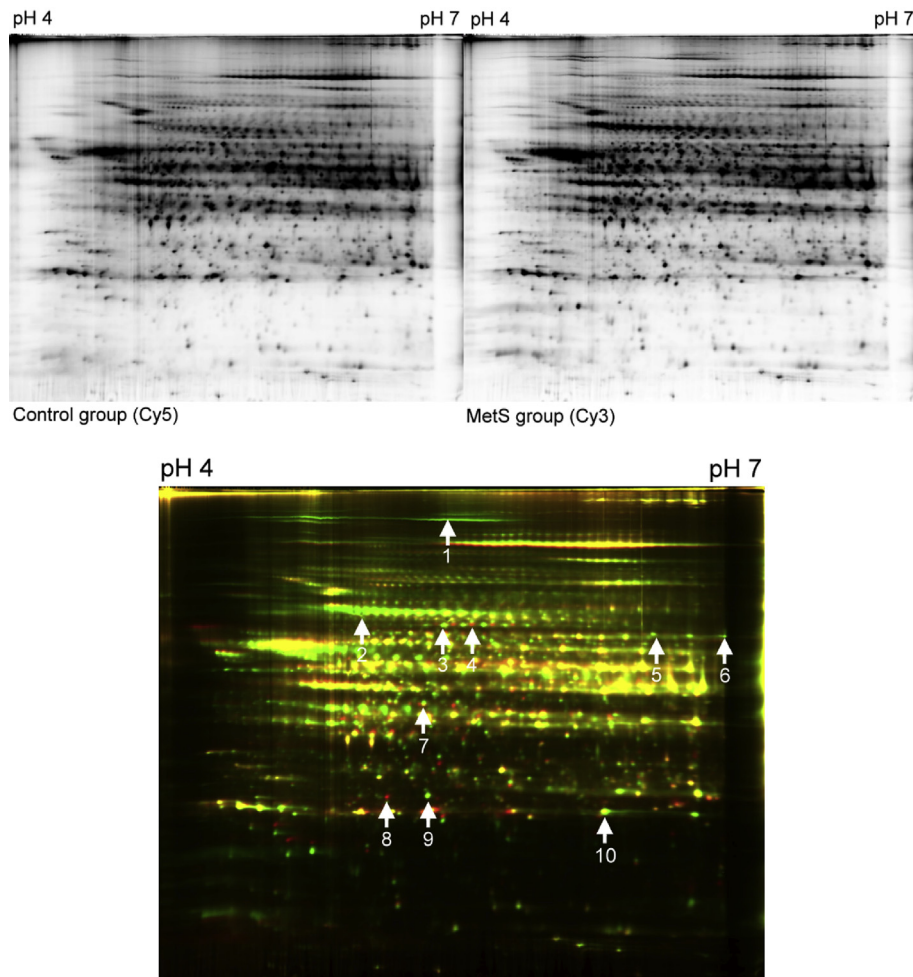 pH 4 pH 7 pH 4 pH 7
Control group (Cy5) MetS group (Cy3)
pH 4 pH 7
1
2 3 4 5 6
7
8 9 10